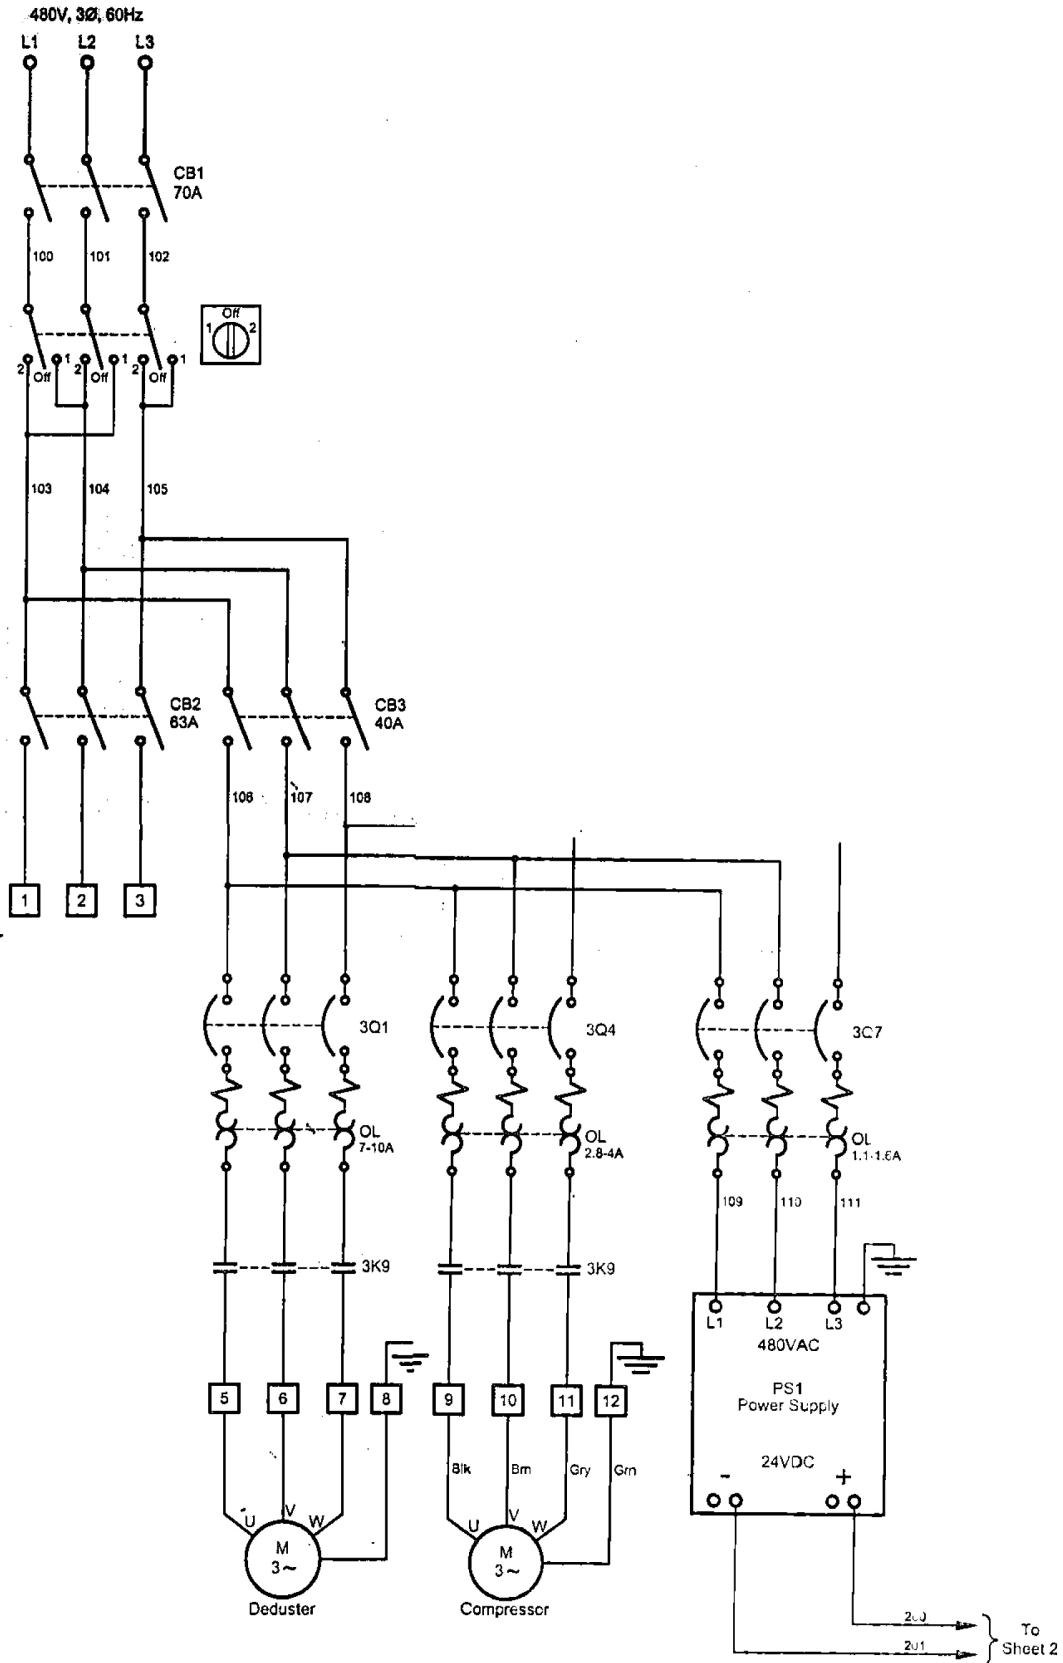 480V, 3Ø, 60Hz
L1 L2 L3
CB1
70A
100 101 102
Off
1 2
2 Off 1 2 Off 1 2 Off 1
103 104 105
CB2
63A
CB3
40A
106 107 108
1 2 3
3Q1 3Q4 3Q7
OL
7-10A
OL
2.8-4A
OL
1.1-1.6A
109 110 111
3K9 3K9
L1 L2 L3
480VAC
PS1
Power Supply
24VDC
- +
5 6 7 8 9 10 11 12
Blk Brn Gry Grn
U V W U V W
M
3~
M
3~
Deduster Compressor
200
201
To
Sheet 2